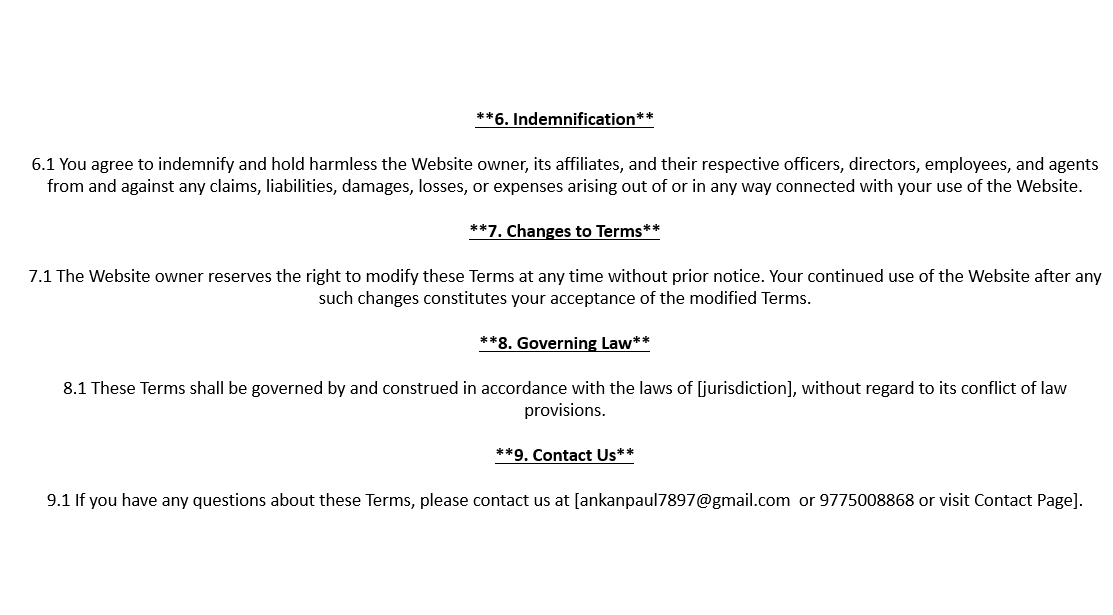 **6. Indemnification**
6.1 You agree to indemnify and hold harmless the Website owner, its affiliates, and their respective officers, directors, employees, and agents
from and against any claims, liabilities, damages, losses, or expenses arising out of or in any way connected with your use of the Website.
**7. Changes to Terms**
7.1 The Website owner reserves the right to modify these Terms at any time without prior notice. Your continued use of the Website after any
such changes constitutes your acceptance of the modified Terms.
**8. Governing Law**
8.1 These Terms shall be governed by and construed in accordance with the laws of [jurisdiction], without regard to its conflict of law
provisions.
**9. Contact Us**
9.1 If you have any questions about these Terms, please contact us at [ankanpaul7897@gmail.com  or 9775008868 or visit Contact Page].